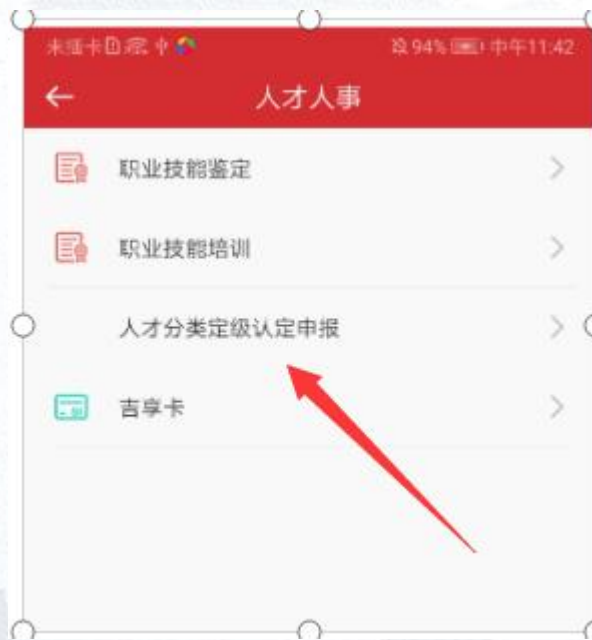 未插卡 94% 中午11:42
人才人事
职业技能鉴定
职业技能培训
人才分类定级认定申报
吉享卡